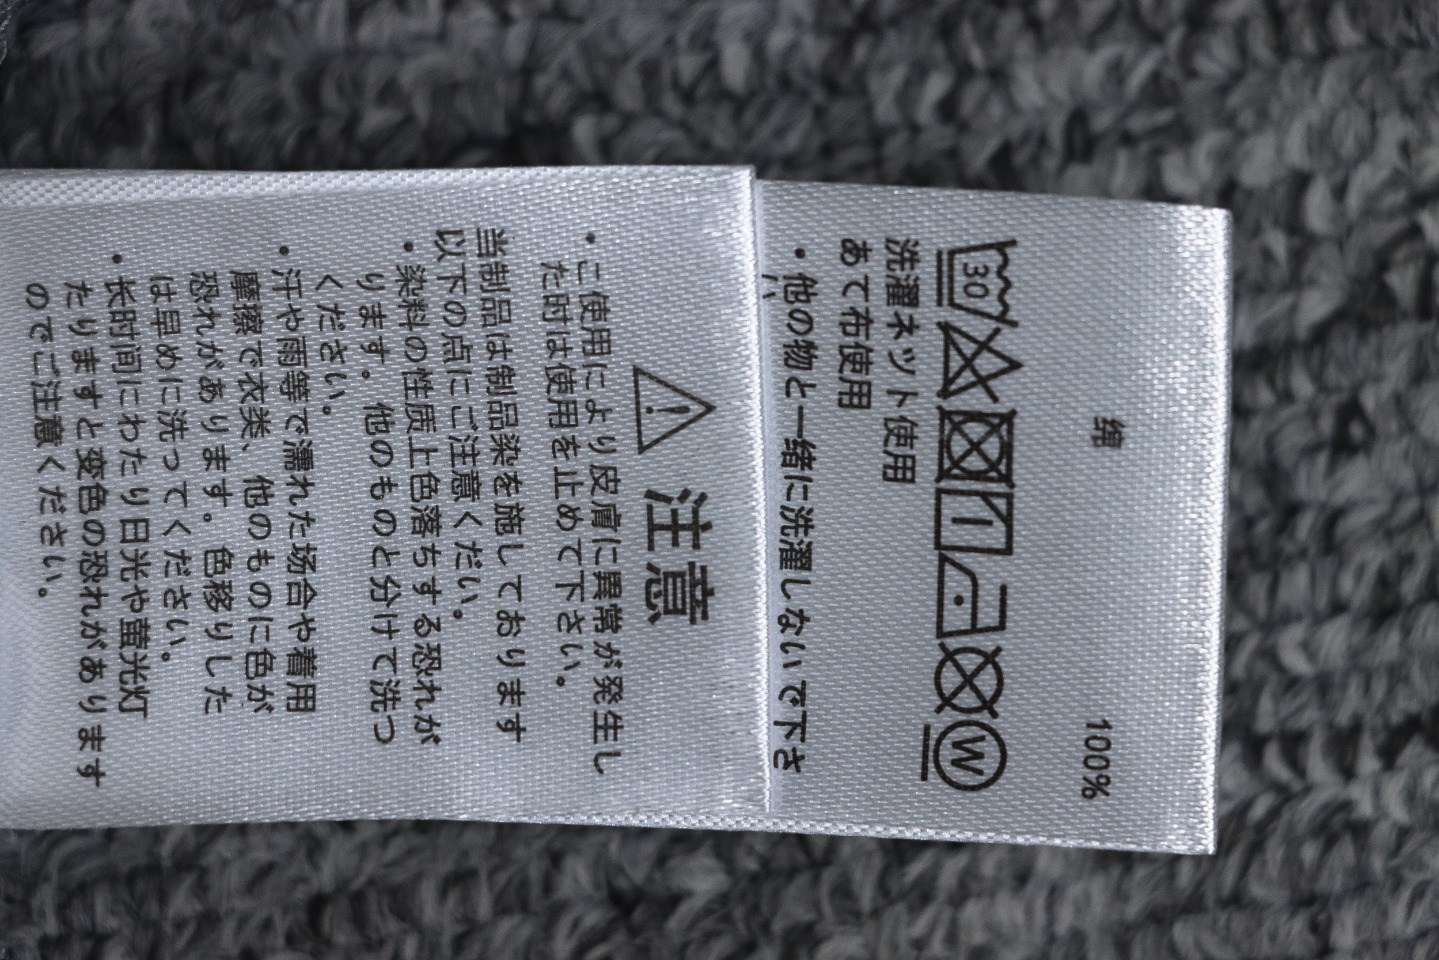 绵 100%
30
W
洗濯ネット使用
あて布使用
・他の物と一緒に洗濯しないで下さ
い
注意
・ご使用により皮膚に異常が発生し
た時は使用を止めて下さい。
当制品は制品染を施しております
以下の点にご注意ください。
・染料の性质上色落ちする恐れが
ります。他のものと分けて洗っ
ください。
・汗や雨等で濡れた场合や着用
摩擦で衣类、他のものに色が
恐れがあります。色移りした
は早めに洗ってください。
・长时间にわたり日光や蛍光灯
たりますと变色の恐れがあります
のでご注意ください。